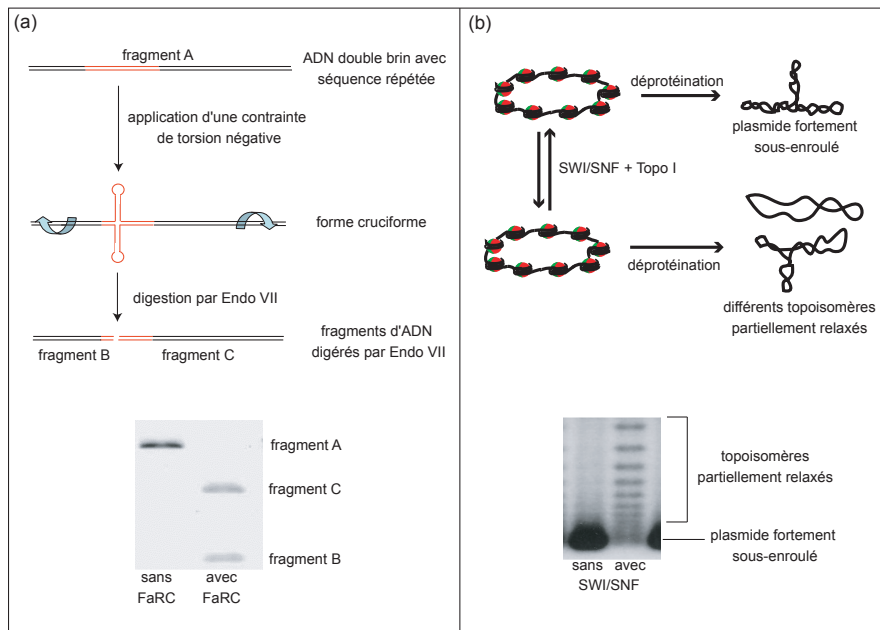 (a)
fragment A
ADN double brin avec
séquence répétée
application d'une contrainte
de torsion négative
forme cruciforme
digestion par Endo VII
fragments d'ADN
digérés par Endo VII
fragment B
fragment C
fragment A
fragment C
fragment B
sans
FaRC
avec
FaRC
(b)
déprotéination
plasmide fortement
sous-enroulé
SWI/SNF + Topo I
déprotéination
différents topoisomères
partiellement relaxés
topoisomères
partiellement relaxés
plasmide fortement
sous-enroulé
sans avec
SWI/SNF